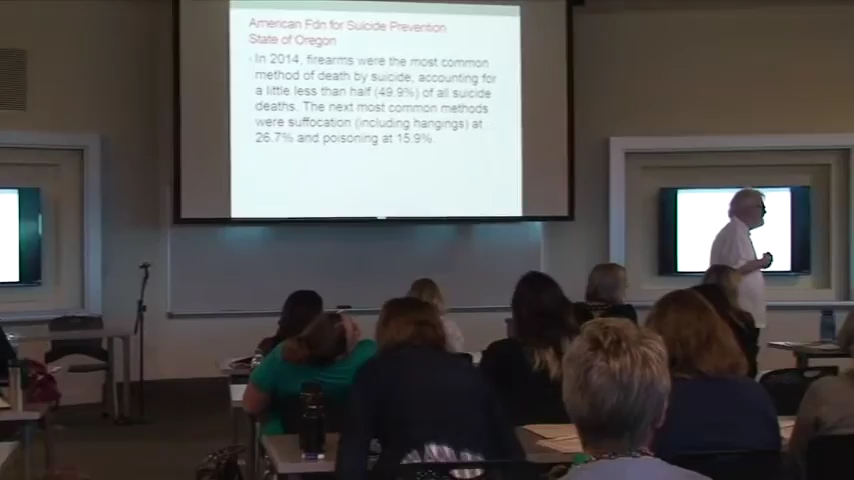 American Fdn for Suicide Prevention
State of Oregon
In 2014, firearms were the most common
method of death by suicide, accounting for
a little less than half (49.9%) of all suicide
deaths. The next most common methods
were suffocation (including hangings) at
26.7% and poisoning at 15.9%.